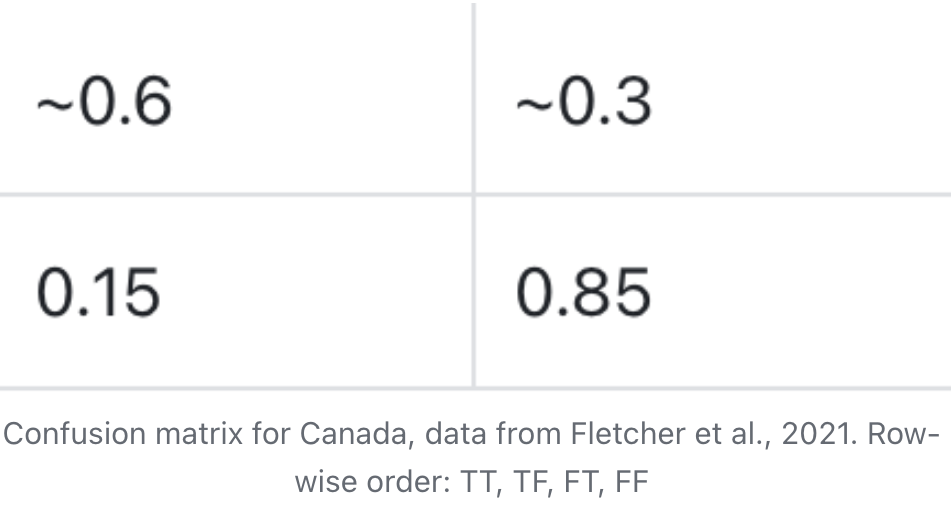 ~0.6 ~0.3
0.15 0.85
Confusion matrix for Canada, data from Fletcher et al., 2021. Row-
wise order: TT, TF, FT, FF